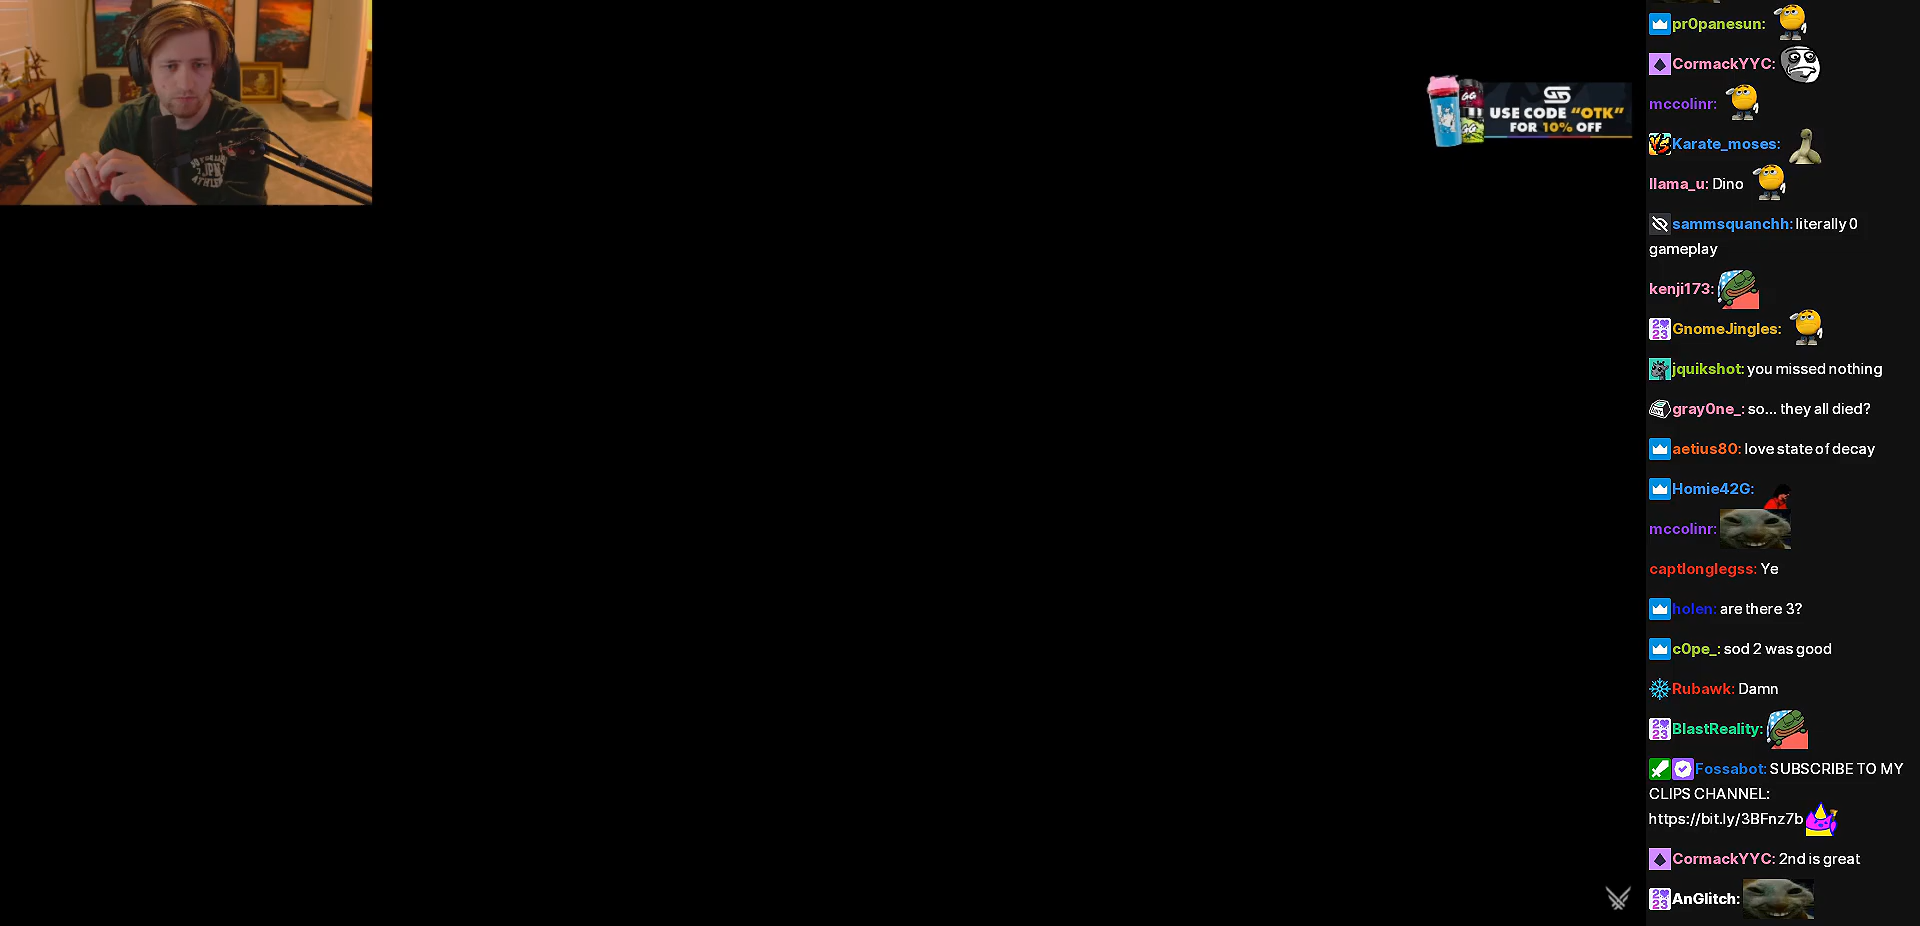 GG
GG
USE CODE "OTK"
FOR 10% OFF
pr0panesun:
CormackYYC:
mccolinr:
Karate_moses:
llama_u: Dino
sammsquanchh: literally 0
gameplay
kenji173:
GnomeJingles:
jquikshot: you missed nothing
gray0ne_: so... they all died?
aetius80: love state of decay
Homie42G:
mccolinr:
captlonglegss: Ye
holen: are there 3?
c0pe_: sod 2 was good
Rubawk: Damn
BlastReality:
Fossabot: SUBSCRIBE TO MY
CLIPS CHANNEL:
https://bit.ly/3BFnz7b
CormackYYC: 2nd is great
AnGlitch: